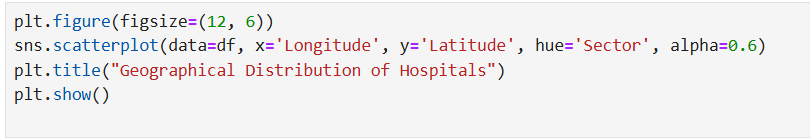 plt.figure(figsize=(12, 6))
sns.scatterplot(data=df, x='Longitude', y='Latitude', hue='Sector', alpha=0.6)
plt.title("Geographical Distribution of Hospitals")
plt.show()